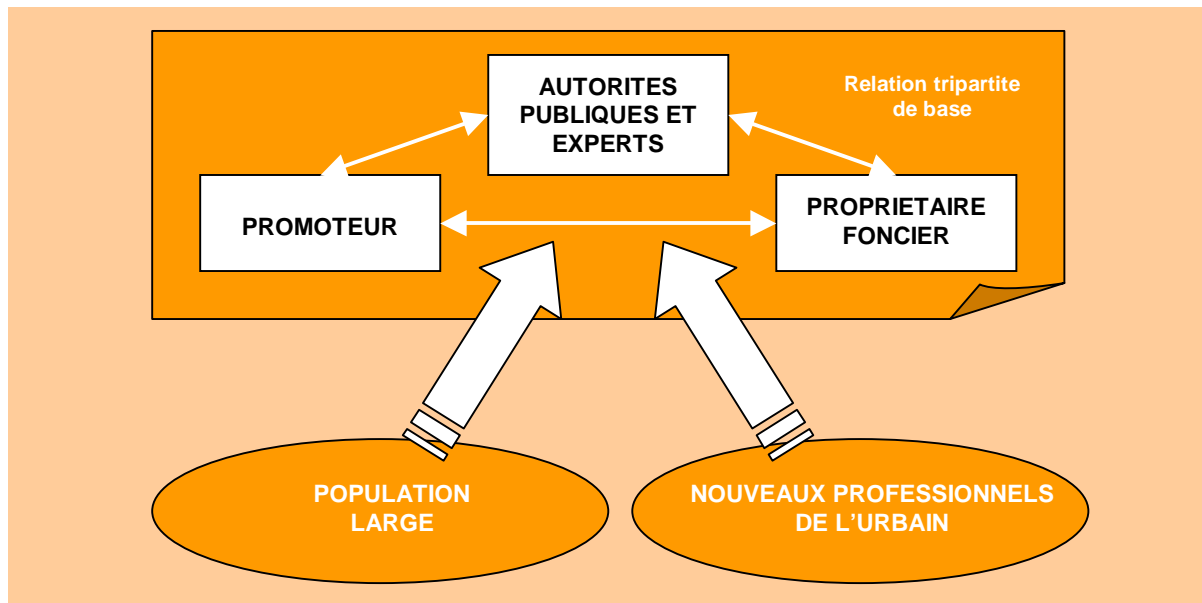 AUTORITES
PUBLIQUES ET
EXPERTS
Relation tripartite
de base
PROMOTEUR
PROPRIETAIRE
FONCIER
POPULATION
LARGE
NOUVEAUX PROFESSIONNELS
DE L’URBAIN